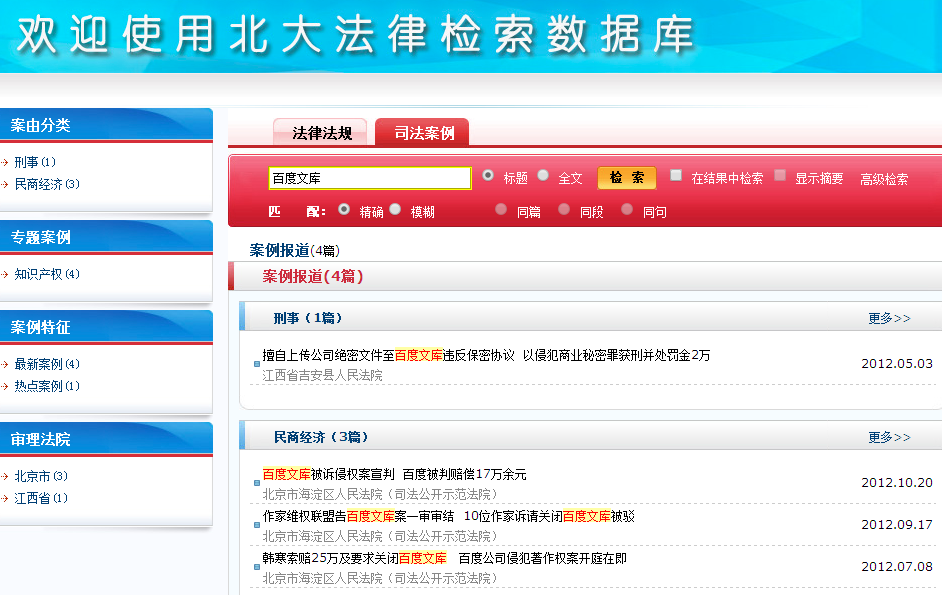 欢迎使用北大法律检索数据库
案由分类
刑事(1)
民商经济(3)
专题案例
知识产权(4)
案例特征
最新案例(4)
热点案例(1)
审理法院
北京市(3)
江西省(1)
法律法规 司法案例
百度文库 标题 全文 检 索 在结果中检索 显示摘要 高级检索
匹 配: 精确 模糊 同篇 同段 同句
案例报道(4篇)
案例报道(4篇)
刑事（1篇） 更多>>
擅自上传公司绝密文件至百度文库违反保密协议 以侵犯商业秘密罪获刑并处罚金2万
江西省吉安县人民法院 2012.05.03
民商经济（3篇） 更多>>
百度文库被诉侵权案宣判 百度被判赔偿17万余元
北京市海淀区人民法院（司法公开示范法院） 2012.10.20
作家维权联盟告百度文库案一审审结 10位作家诉请关闭百度文库被驳
北京市海淀区人民法院（司法公开示范法院） 2012.09.17
韩寒索赔25万及要求关闭百度文库 百度公司侵犯著作权案开庭在即
北京市海淀区人民法院（司法公开示范法院） 2012.07.08